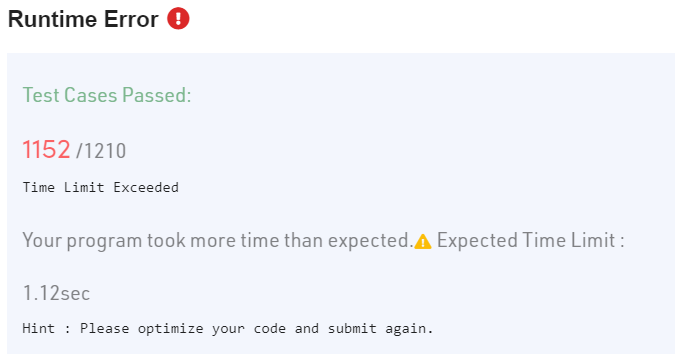 Runtime Error
Test Cases Passed:
1152 /1210
Time Limit Exceeded
Your program took more time than expected. Expected Time Limit :
1.12sec
Hint : Please optimize your code and submit again.